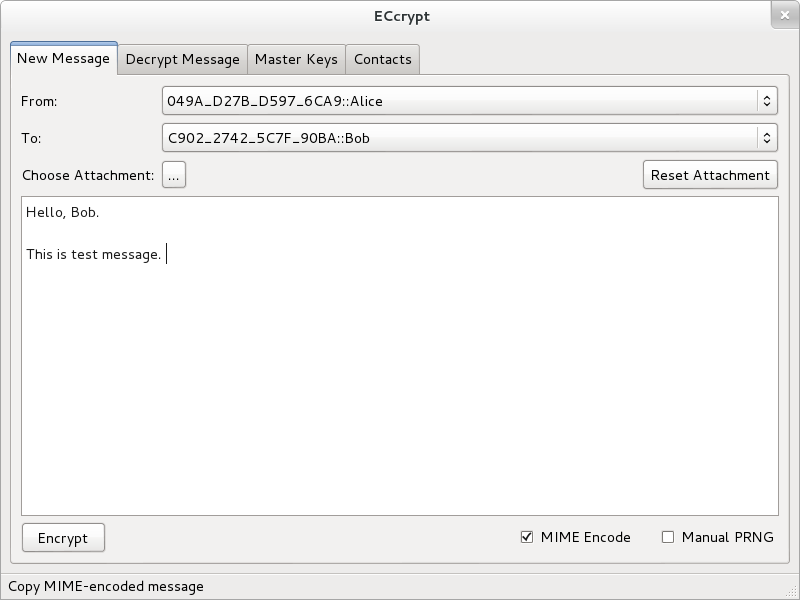 ECcrypt
New Message Decrypt Message Master Keys Contacts
From: 049A_D27B_D597_6CA9::Alice
To: C902_2742_5C7F_90BA::Bob
Choose Attachment: ... Reset Attachment
Hello, Bob.
This is test message.
Encrypt MIME Encode Manual PRNG
Copy MIME-encoded message